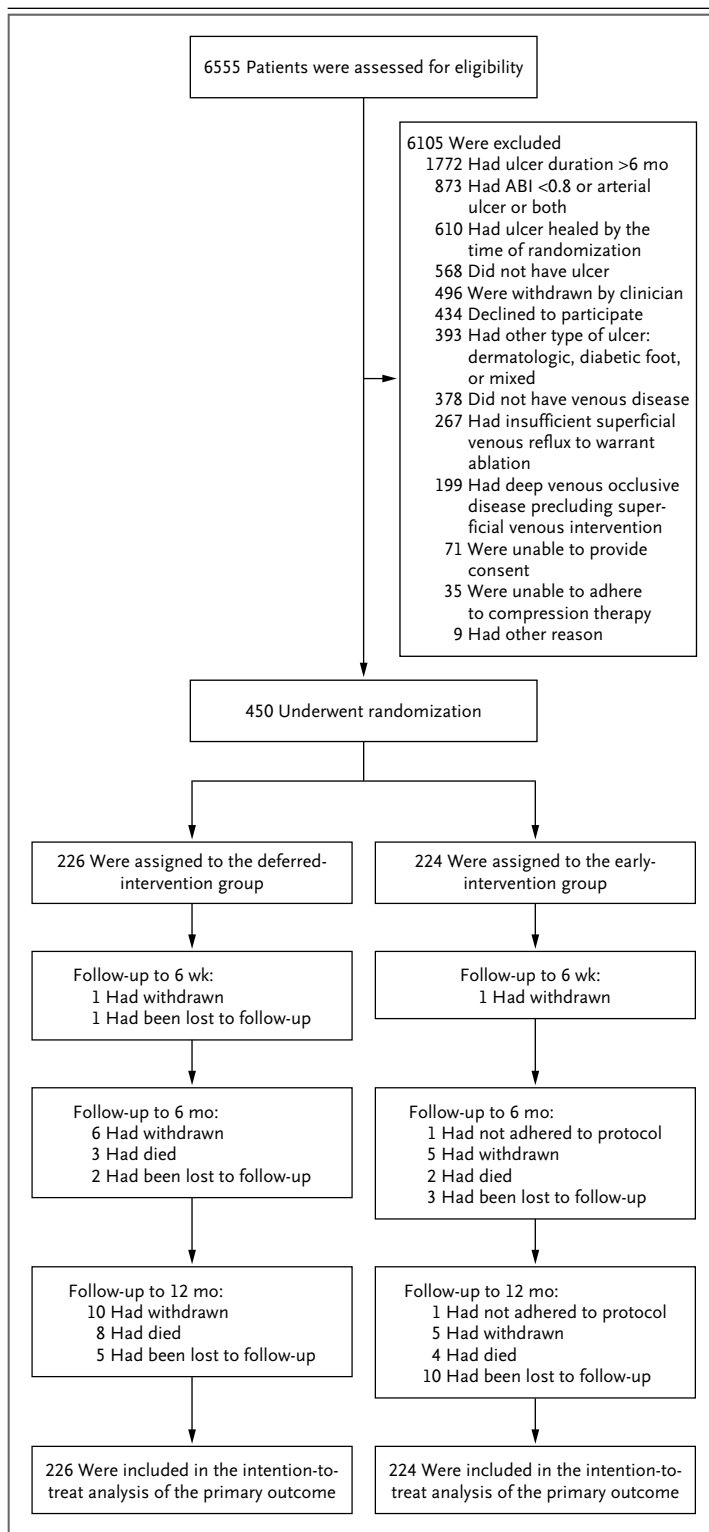 6555 Patients were assessed for eligibility
6105 Were excluded
1772 Had ulcer duration >6 mo
873 Had ABI <0.8 or arterial
ulcer or both
610 Had ulcer healed by the
time of randomization
568 Did not have ulcer
496 Were withdrawn by clinician
434 Declined to participate
393 Had other type of ulcer:
dermatologic, diabetic foot,
or mixed
378 Did not have venous disease
267 Had insufficient superficial
venous reflux to warrant
ablation
199 Had deep venous occlusive
disease precluding super-
ficial venous intervention
71 Were unable to provide
consent
35 Were unable to adhere
to compression therapy
9 Had other reason
450 Underwent randomization
226 Were assigned to the deferred-
intervention group
224 Were assigned to the early-
intervention group
Follow-up to 6 wk:
1 Had withdrawn
1 Had been lost to follow-up
Follow-up to 6 wk:
1 Had withdrawn
Follow-up to 6 mo:
6 Had withdrawn
3 Had died
2 Had been lost to follow-up
Follow-up to 6 mo:
1 Had not adhered to protocol
5 Had withdrawn
2 Had died
3 Had been lost to follow-up
Follow-up to 12 mo:
10 Had withdrawn
8 Had died
5 Had been lost to follow-up
Follow-up to 12 mo:
1 Had not adhered to protocol
5 Had withdrawn
4 Had died
10 Had been lost to follow-up
226 Were included in the intention-to-
treat analysis of the primary outcome
224 Were included in the intention-to-
treat analysis of the primary outcome